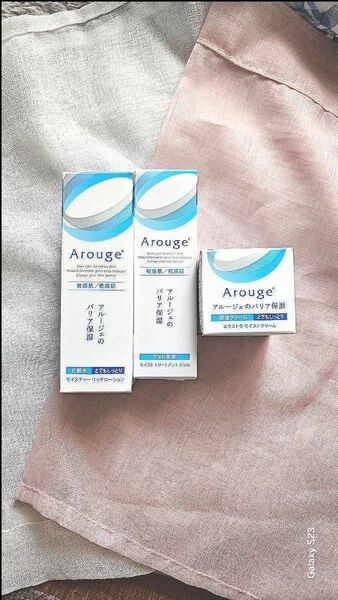 Arouge
敏感肌/乾燥肌
アルージェの
バリア保湿
化粧水 とてもしっとり
モイスチャー リッチローション
Arouge
敏感肌/乾燥肌
アルージェの
バリア保湿
ジェル乳液
モイスト トリートメント ジェル
Arouge
アルージェのバリア保湿
保湿クリーム とてもしっとり
エクストラ モイストクリーム
Galaxy S23